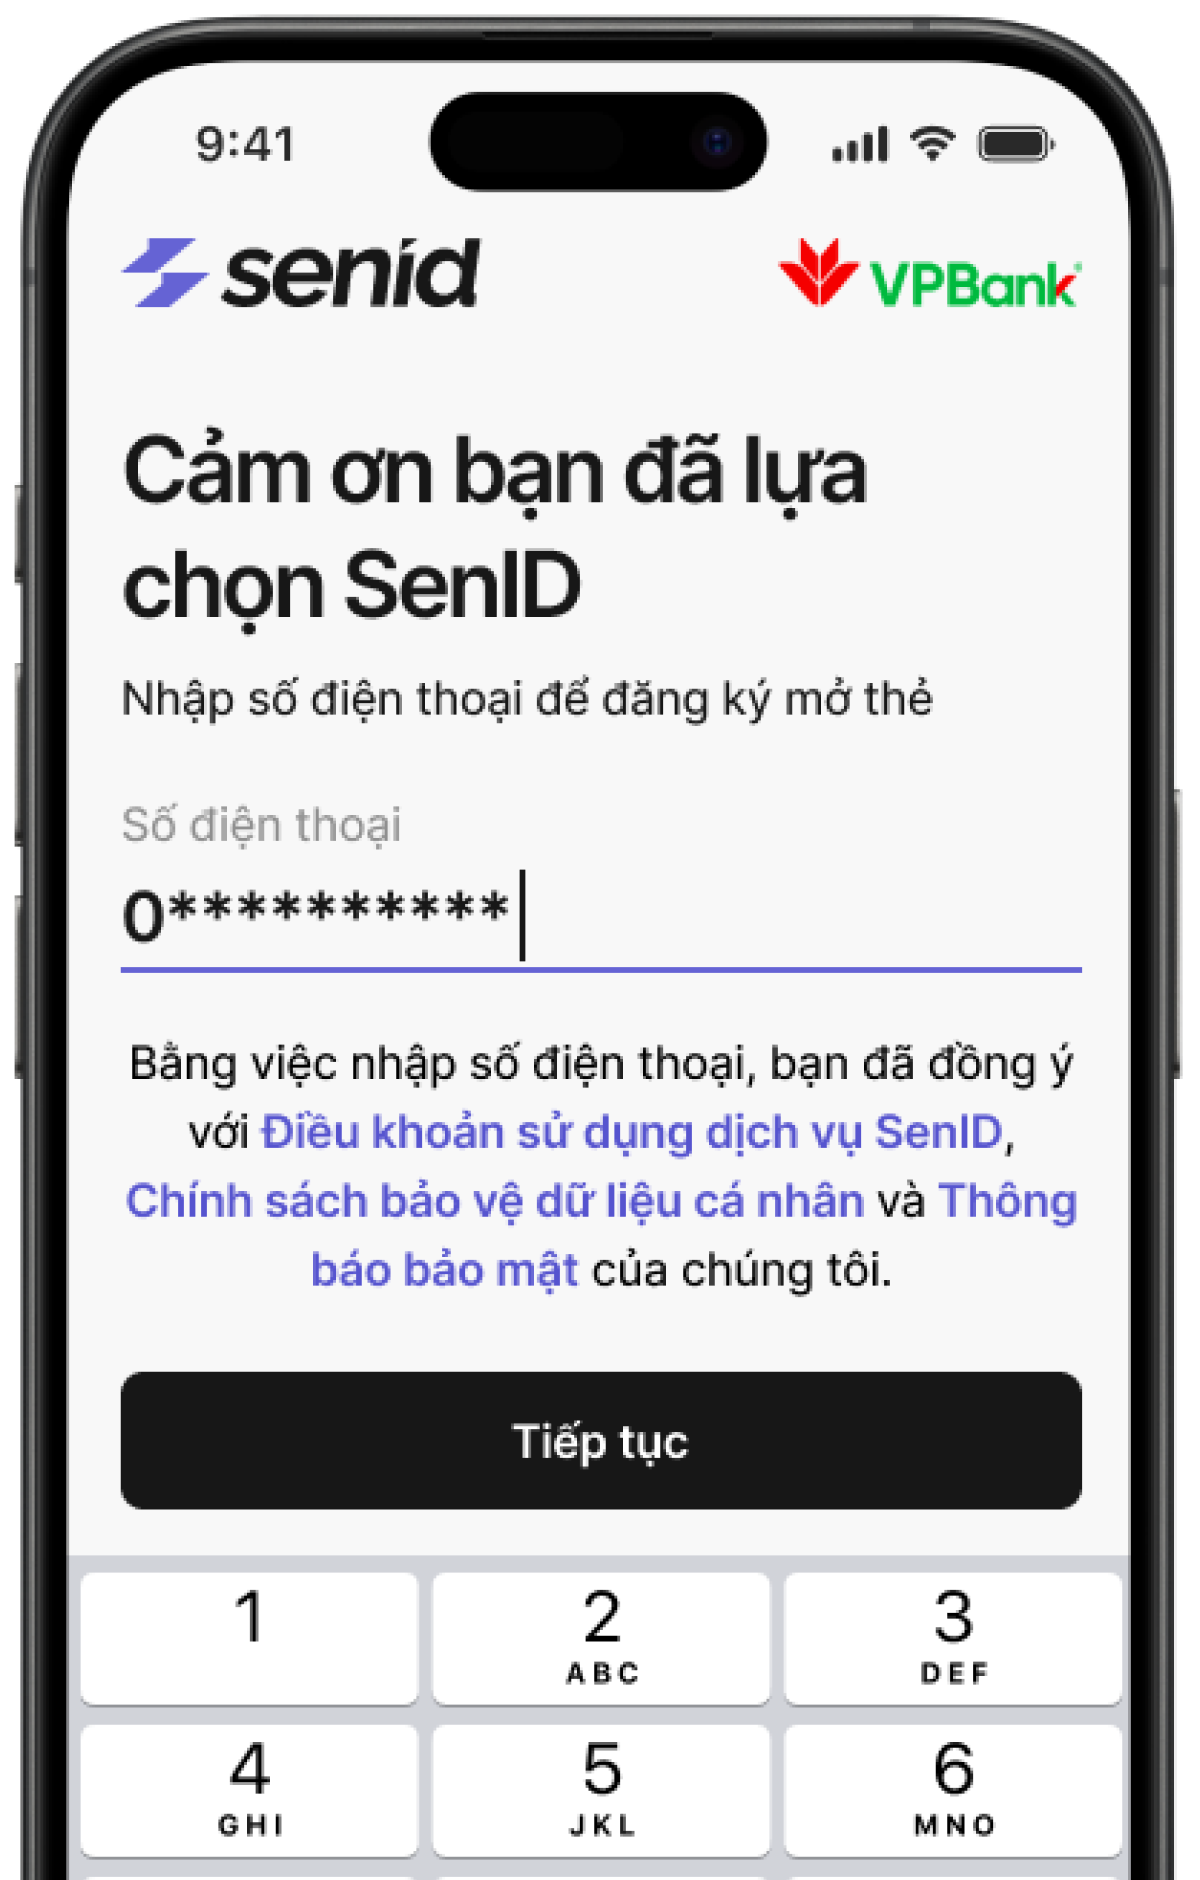 9:41
senid
VPBank
Cảm ơn bạn đã lựa
chọn SenID
Nhập số điện thoại để đăng ký mở thẻ
Số điện thoại
0**********
Bằng việc nhập số điện thoại, bạn đã đồng ý
với Điều khoản sử dụng dịch vụ SenID,
Chính sách bảo vệ dữ liệu cá nhân và Thông
báo bảo mật của chúng tôi.
Tiếp tục
1 2 3
ABC DEF
4 5 6
GHI JKL MNO